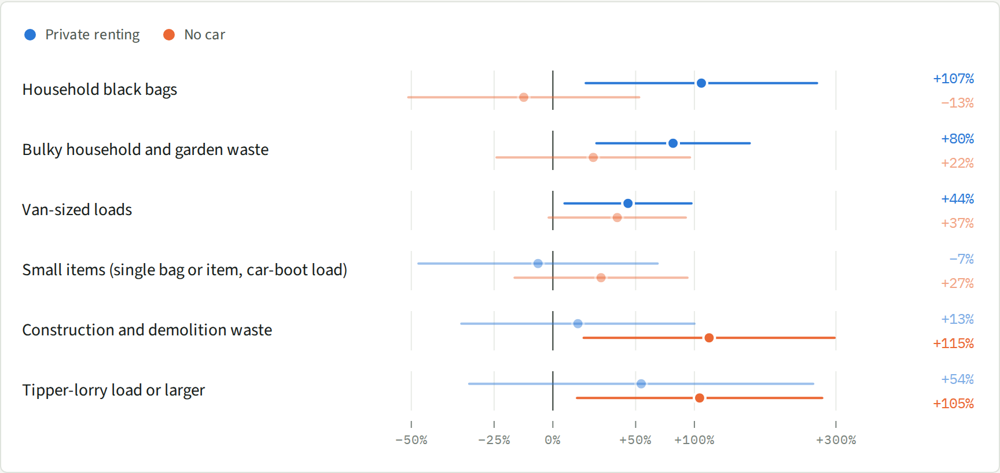 Private renting No car
Household black bags
+107%
−13%
Bulky household and garden waste
+80%
+22%
Van-sized loads
+44%
+37%
Small items (single bag or item, car-boot load)
−7%
+27%
Construction and demolition waste
+13%
+115%
Tipper-lorry load or larger
+54%
+105%
−50% −25% 0% +50% +100% +300%